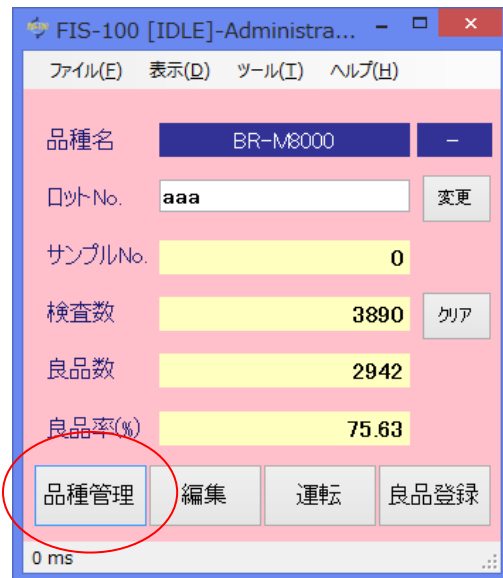 FIS-100 [IDLE]-Administra...
ファイル(F) 表示(D) ツール(T) ヘルプ(H)
品種名 BR-M8000 -
ロットNo. aaa 変更
サンプルNo. 0
検査数 3890 クリア
良品数 2942
良品率(%) 75.63
品種管理 編集 運転 良品登録
0 ms